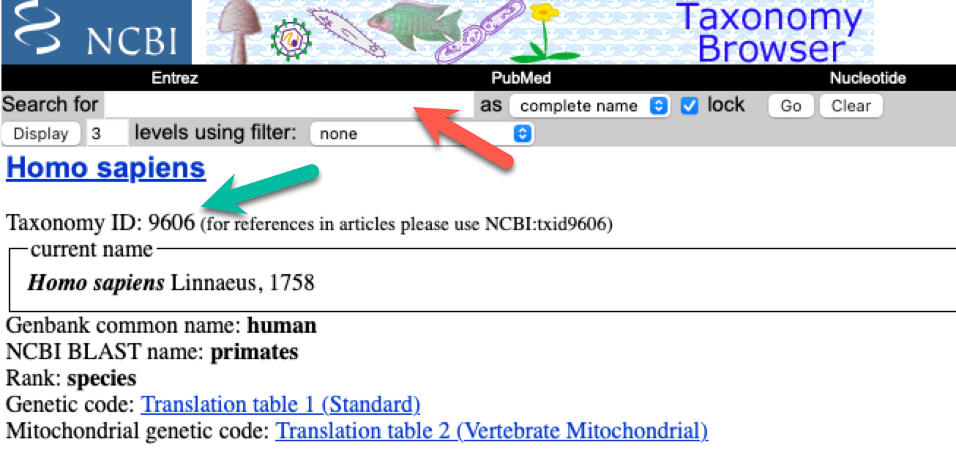 NCBI
Taxonomy
Browser
Entrez PubMed Nucleotide
Search for as complete name lock Go Clear
Display 3 levels using filter: none
Homo sapiens
Taxonomy ID: 9606 (for references in articles please use NCBI:txid9606)
current name
Homo sapiens Linnaeus, 1758
Genbank common name: human
NCBI BLAST name: primates
Rank: species
Genetic code: Translation table 1 (Standard)
Mitochondrial genetic code: Translation table 2 (Vertebrate Mitochondrial)